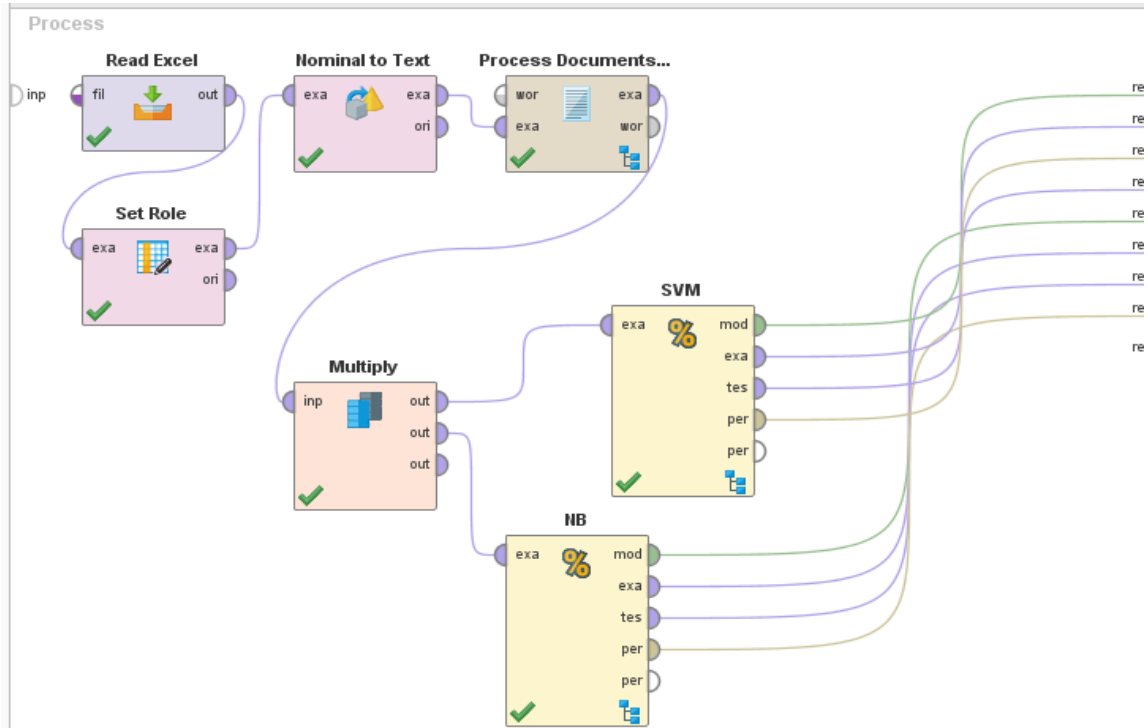 Process
Read Excel
Nominal to Text
Process Documents...
inp
fil
out
exa
exa
ori
wor
exa
exa
wor
Set Role
exa
exa
ori
SVM
exa
mod
exa
tes
per
per
Multiply
inp
out
out
out
NB
exa
mod
exa
tes
per
per
re
re
re
re
re
re
re
re
re